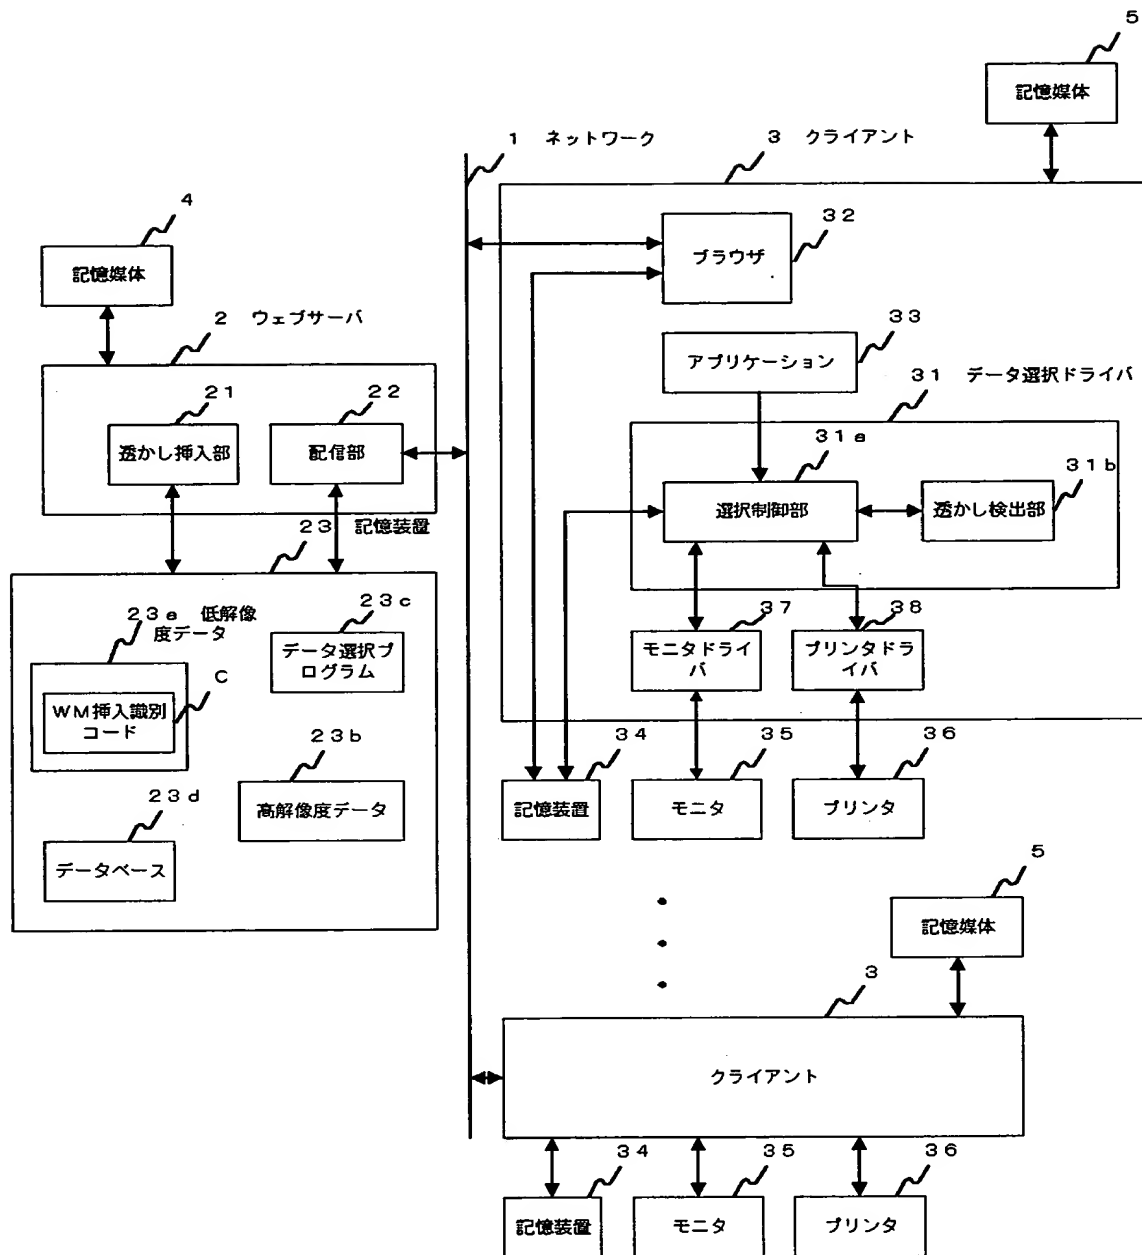 5
記憶媒体
1 ネットワーク
3 クライアント
4
記憶媒体
32
ブラウザ
2 ウェブサーバ
33
アプリケーション
31 データ選択ドライバ
21
透かし挿入部
22
配信部
31a
選択制御部
31b
透かし検出部
23 記憶装置
23a 低解像
度データ
23c
データ選択プ
ログラム
C
WM挿入識別
コード
37
モニタドライ
バ
38
プリンタドラ
イバ
23b
高解像度データ
34
記憶装置
35
モニタ
36
プリンタ
23d
データベース
5
記憶媒体
3
クライアント
34
記憶装置
35
モニタ
36
プリンタ